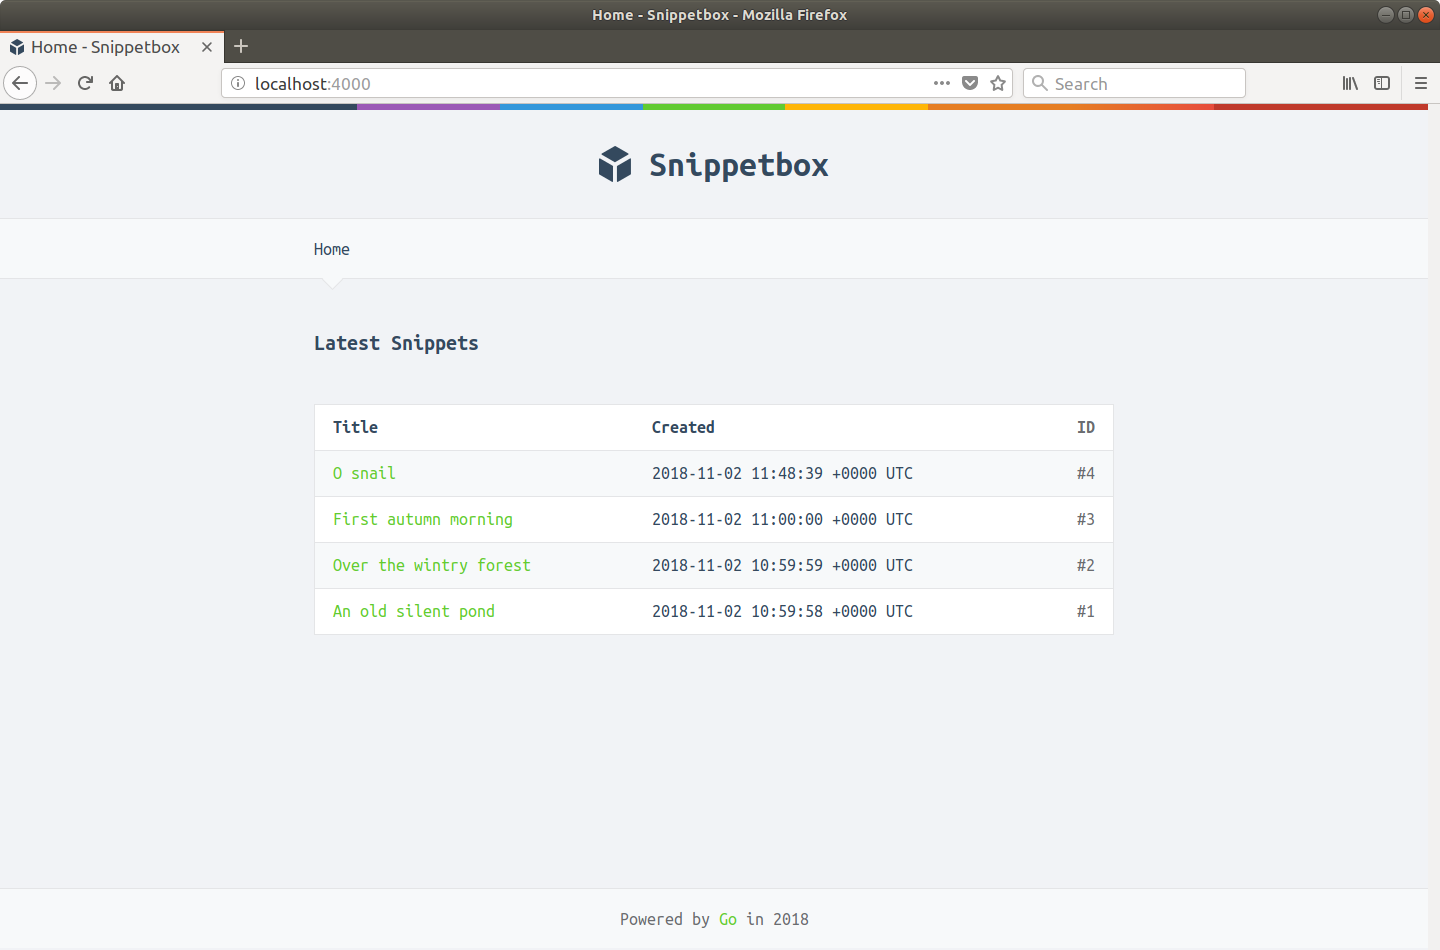 Home - Snippetbox - Mozilla Firefox
Home - Snippetbox
localhost:4000
Search
Snippetbox
Home
Latest Snippets
Title Created ID
O snail 2018-11-02 11:48:39 +0000 UTC #4
First autumn morning 2018-11-02 11:00:00 +0000 UTC #3
Over the wintry forest 2018-11-02 10:59:59 +0000 UTC #2
An old silent pond 2018-11-02 10:59:58 +0000 UTC #1
Powered by Go in 2018